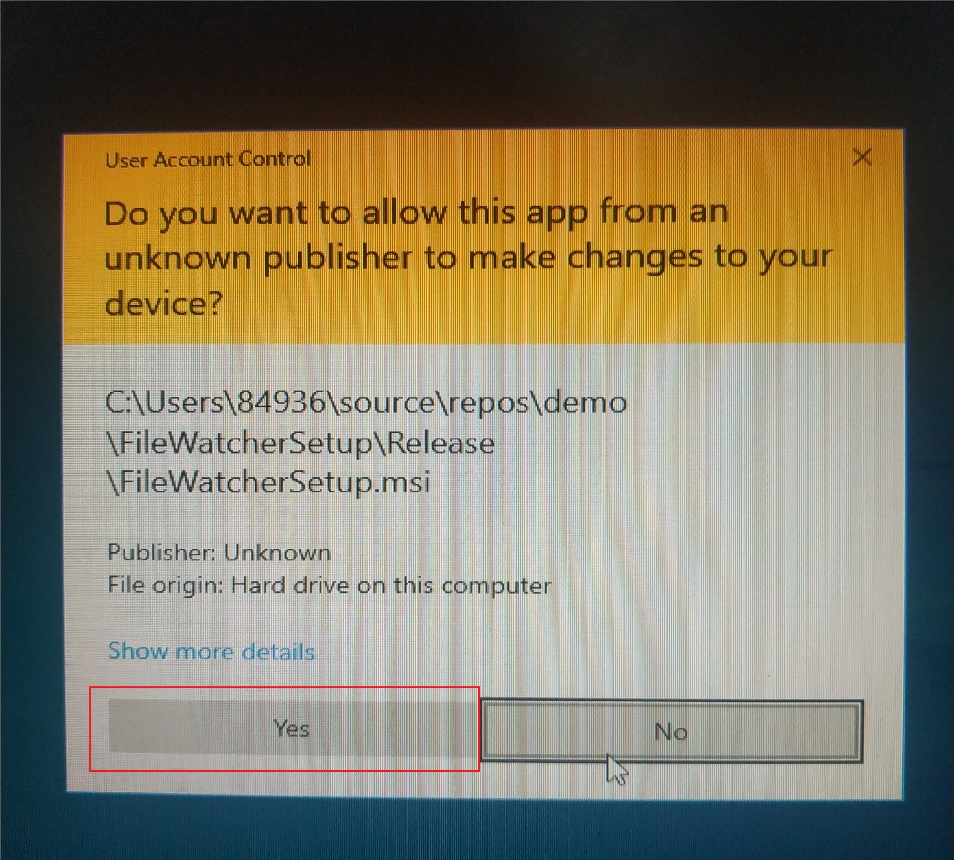 User Account Control
Do you want to allow this app from an
unknown publisher to make changes to your
device?
C:\Users\84936\source\repos\demo
\FileWatcherSetup\Release
\FileWatcherSetup.msi
Publisher: Unknown
File origin: Hard drive on this computer
Show more details
Yes
No